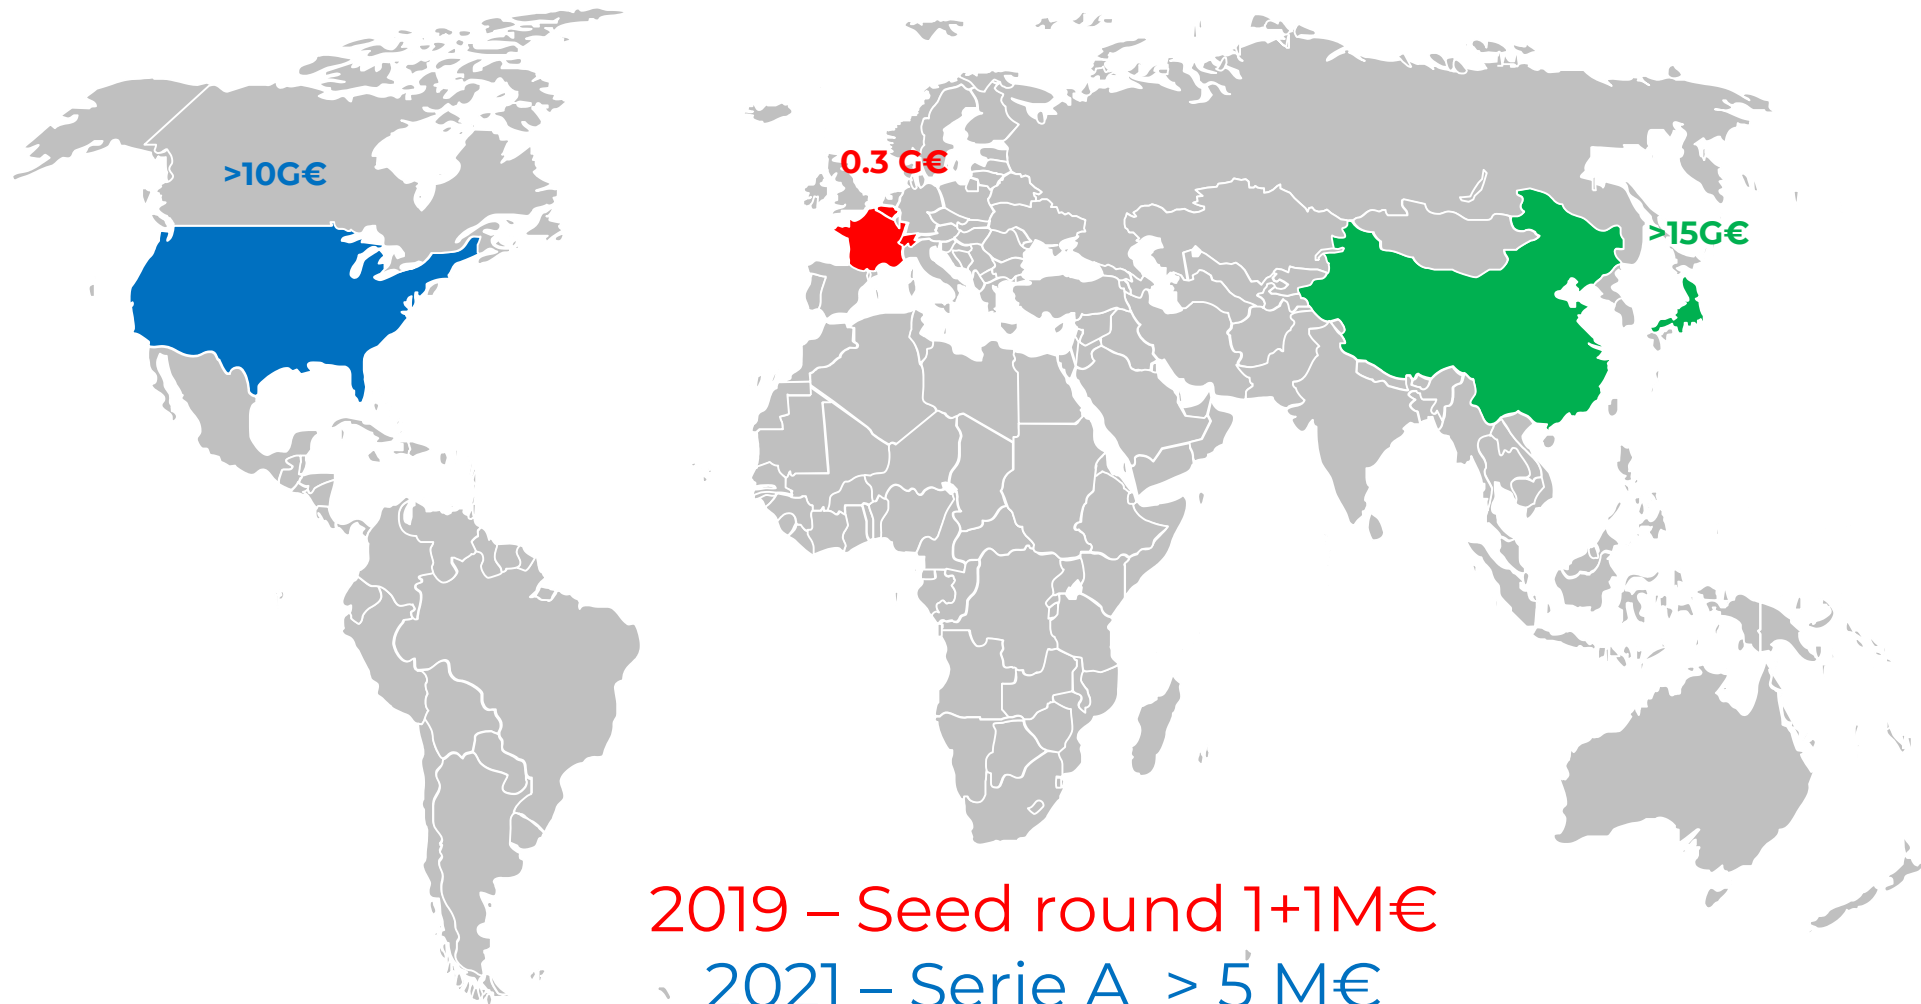 0.3 G€
>10G€
>15G€
2019 – Seed round 1+1M€
2021 – Serie A > 5 M€